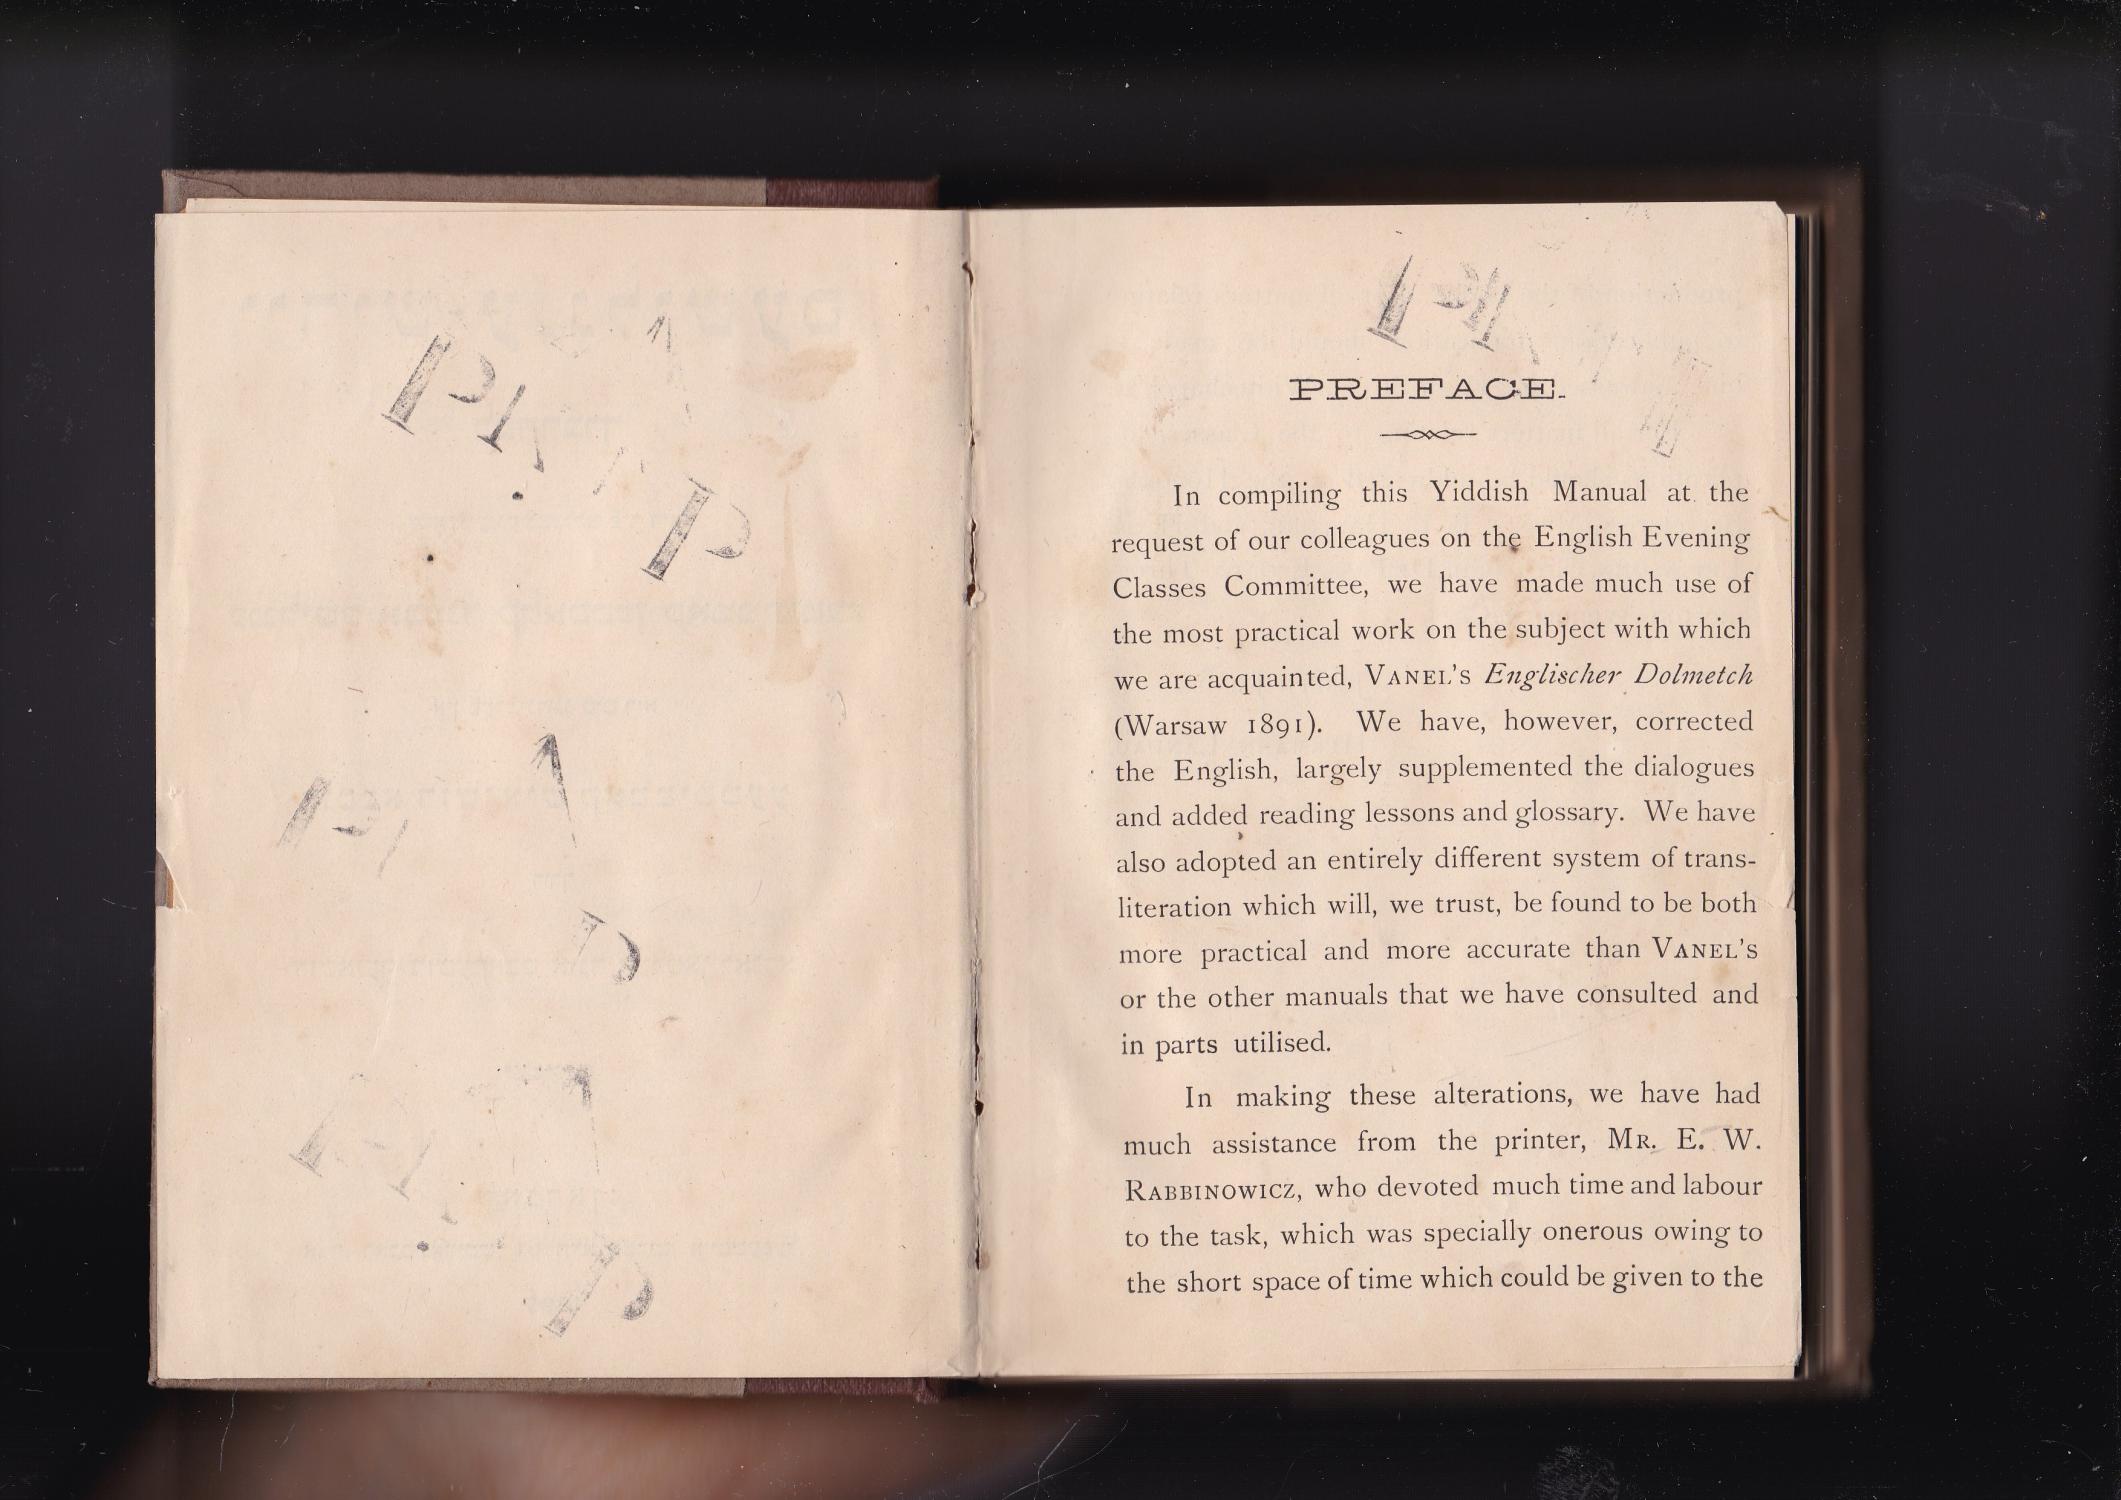 PREFACE.
In compiling this Yiddish Manual at the
request of our colleagues on the English Evening
Classes Committee, we have made much use of
the most practical work on the subject with which
we are acquainted, VANEL'S Englischer Dolmetch
(Warsaw 1891). We have, however, corrected
the English, largely supplemented the dialogues
and added reading lessons and glossary. We have
also adopted an entirely different system of trans-
literation which will, we trust, be found to be both
more practical and more accurate than VANEL'S
or the other manuals that we have consulted and
in parts utilised.
In making these alterations, we have had
much assistance from the printer, MR. E. W.
RABBINOWICZ, who devoted much time and labour
to the task, which was specially onerous owing to
the short space of time which could be given to the